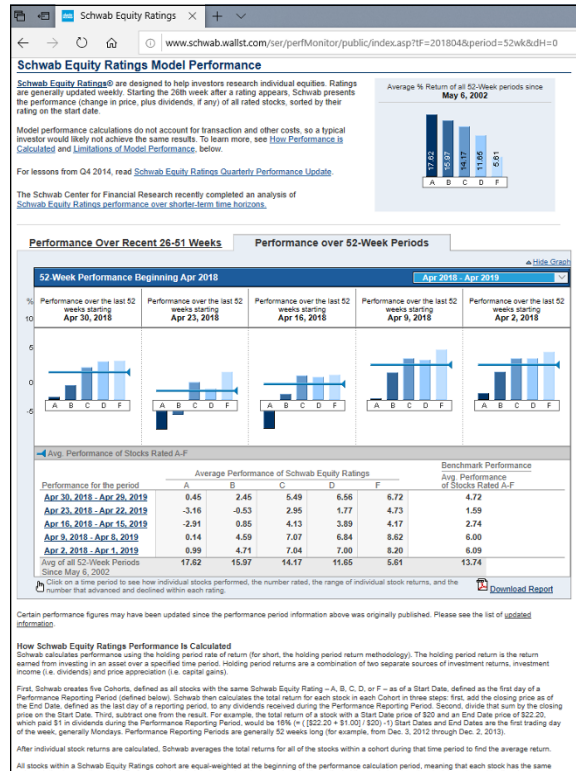 Schwab Equity Ratings
www.schwab.wallst.com/ser/perfMonitor/public/index.asp?tF=201804&period=52wk&dH=0
Schwab Equity Ratings Model Performance
Schwab Equity Ratings® are designed to help investors research individual equities. Ratings
are generally updated weekly. Starting the 26th week after a rating appears, Schwab presents
the performance (change in price, plus dividends, if any) of all rated stocks, sorted by their
rating on the start date.
Model performance calculations do not account for transaction and other costs, so a typical
investor would likely not achieve the same results. To learn more, see How Performance is
Calculated and Limitations of Model Performance, below.
For lessons from Q4 2014, read Schwab Equity Ratings Quarterly Performance Update.
The Schwab Center for Financial Research recently completed an analysis of
Schwab Equity Ratings performance over shorter-term time horizons.
Average % Return of all 52-Week periods since
May 6, 2002
17.62 15.97 14.17 11.65 5.61
A B C D F
Performance Over Recent 26-51 Weeks Performance over 52-Week Periods
Hide Graph
52-Week Performance Beginning Apr 2018 Apr 2018 - Apr 2019
% Performance over the last 52 Performance over the last 52 Performance over the last 52 Performance over the last 52 Performance over the last 52
weeks starting weeks starting weeks starting weeks starting weeks starting
10 Apr 30, 2018 Apr 23, 2018 Apr 16, 2018 Apr 9, 2018 Apr 2, 2018
5
0
A B C D F A B C D F A B C D F A B C D F A B C D F
-5
Avg. Performance of Stocks Rated A-F
Benchmark Performance
Average Performance of Schwab Equity Ratings Avg. Performance
Performance for the period A B C D F of Stocks Rated A-F
Apr 30, 2018 - Apr 29, 2019 0.45 2.45 5.49 6.56 6.72 4.72
Apr 23, 2018 - Apr 22, 2019 -3.16 -0.53 2.95 1.77 4.73 1.59
Apr 16, 2018 - Apr 15, 2019 -2.91 0.85 4.13 3.89 4.17 2.74
Apr 9, 2018 - Apr 8, 2019 0.14 4.59 7.07 6.84 8.62 6.00
Apr 2, 2018 - Apr 1, 2019 0.99 4.71 7.04 7.00 8.20 6.09
Avg of all 52-Week Periods 17.62 15.97 14.17 11.65 5.61 13.74
Since May 6, 2002
Click on a time period to see how individual stocks performed, the number rated, the range of individual stock returns, and the
number that advanced and declined within each rating.
Download Report
Certain performance figures may have been updated since the performance period information above was originally published. Please see the list of updated
information.
How Schwab Equity Ratings Performance Is Calculated
Schwab calculates performance using the holding period rate of return (for short, the holding period return methodology). The holding period return is the return
earned from investing in an asset over a specified time period. Holding period returns are a combination of two separate sources of investment returns, investment
income (i.e. dividends) and price appreciation (i.e. capital gains).
First, Schwab creates five Cohorts, defined as all stocks with the same Schwab Equity Rating – A, B, C, D, or F – as of a Start Date, defined as the first day of a
Performance Reporting Period (defined below). Schwab then calculates the total return for each stock in each Cohort in three steps: first, add the closing price as of
the End Date, defined as the last day of a reporting period, to any dividends received during the Performance Reporting Period. Second, divide that sum by the closing
price on the Start Date. Third, subtract one from the result. For example, the total return of a stock with a Start Date price of $20 and an End Date price of $22.20,
which paid $1 in dividends during the Performance Reporting Period, would be 16% (= ( [$22.20 + $1.00] / $20) -1) Start Dates and End Dates are the first trading day
of the week, generally Mondays. Performance Reporting Periods are generally 52 weeks long (for example, from Dec. 3, 2012 through Dec. 2, 2013).
After individual stock returns are calculated, Schwab averages the total returns for all of the stocks within a cohort during that time period to find the average return.
All stocks within a Schwab Equity Ratings cohort are equal-weighted at the beginning of the performance calculation period, meaning that each stock has the same